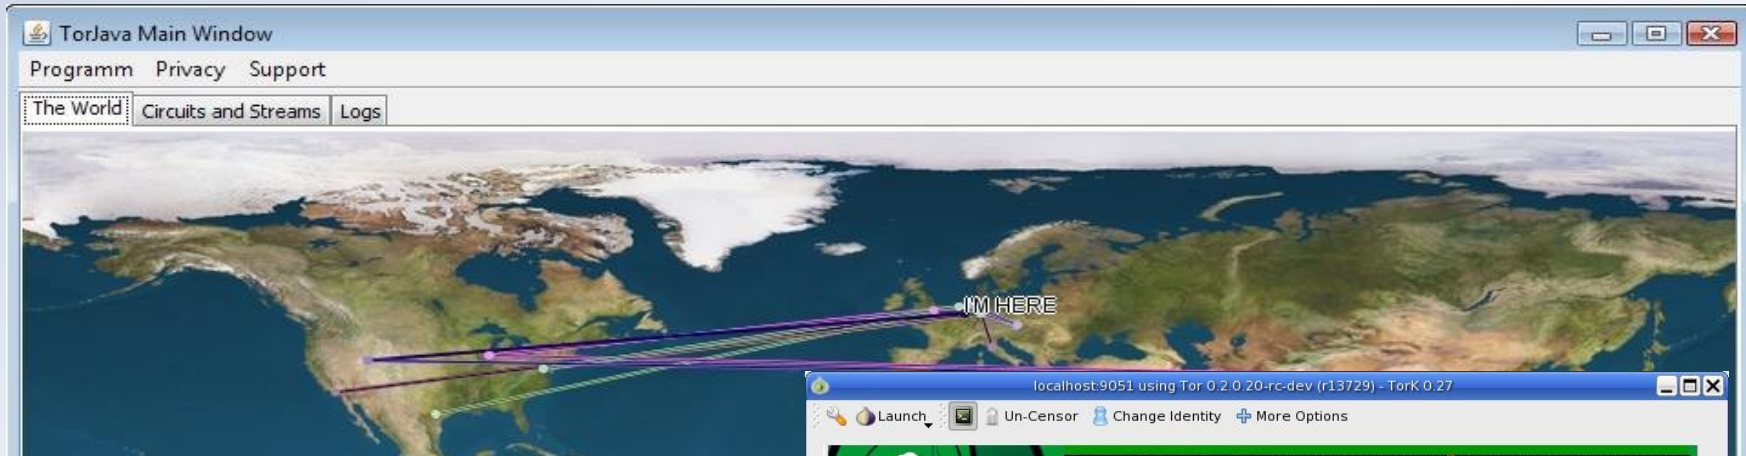 TorJava Main Window
Programm Privacy Support
The World Circuits and Streams Logs
I'M HERE
localhost:9051 using Tor 0.2.0.20-rc-dev (r13729) - TorK 0.27
Launch Un-Censor Change Identity More Options